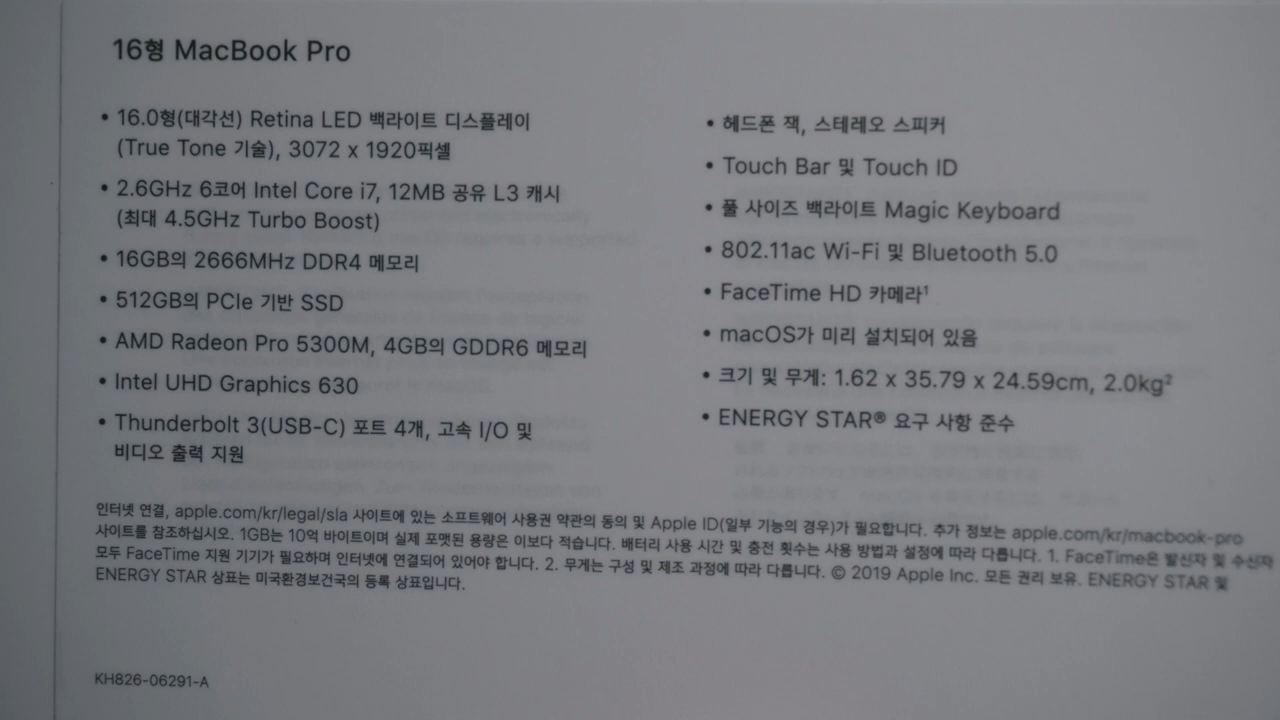 16형 MacBook Pro
• 16.0형(대각선) Retina LED 백라이트 디스플레이
(True Tone 기술), 3072 x 1920픽셀
• 2.6GHz 6코어 Intel Core i7, 12MB 공유 L3 캐시
(최대 4.5GHz Turbo Boost)
• 16GB의 2666MHz DDR4 메모리
• 512GB의 PCIe 기반 SSD
• AMD Radeon Pro 5300M, 4GB의 GDDR6 메모리
• Intel UHD Graphics 630
• Thunderbolt 3(USB-C) 포트 4개, 고속 I/O 및
비디오 출력 지원
• 헤드폰 잭, 스테레오 스피커
• Touch Bar 및 Touch ID
• 풀 사이즈 백라이트 Magic Keyboard
• 802.11ac Wi-Fi 및 Bluetooth 5.0
• FaceTime HD 카메라¹
• macOS가 미리 설치되어 있음
• 크기 및 무게: 1.62 x 35.79 x 24.59cm, 2.0kg²
• ENERGY STAR® 요구 사항 준수
인터넷 연결, apple.com/kr/legal/sla 사이트에 있는 소프트웨어 사용권 약관의 동의 및 Apple ID(일부 기능의 경우)가 필요합니다. 추가 정보는 apple.com/kr/macbook-pro
사이트를 참조하십시오. 1GB는 10억 바이트이며 실제 포맷된 용량은 이보다 적습니다. 배터리 사용 시간 및 충전 횟수는 사용 방법과 설정에 따라 다릅니다. 1. FaceTime은 발신자 및 수신자
모두 FaceTime 지원 기기가 필요하며 인터넷에 연결되어 있어야 합니다. 2. 무게는 구성 및 제조 과정에 따라 다릅니다. © 2019 Apple Inc. 모든 권리 보유. ENERGY STAR 및
ENERGY STAR 상표는 미국환경보건국의 등록 상표입니다.
KH826-06291-A